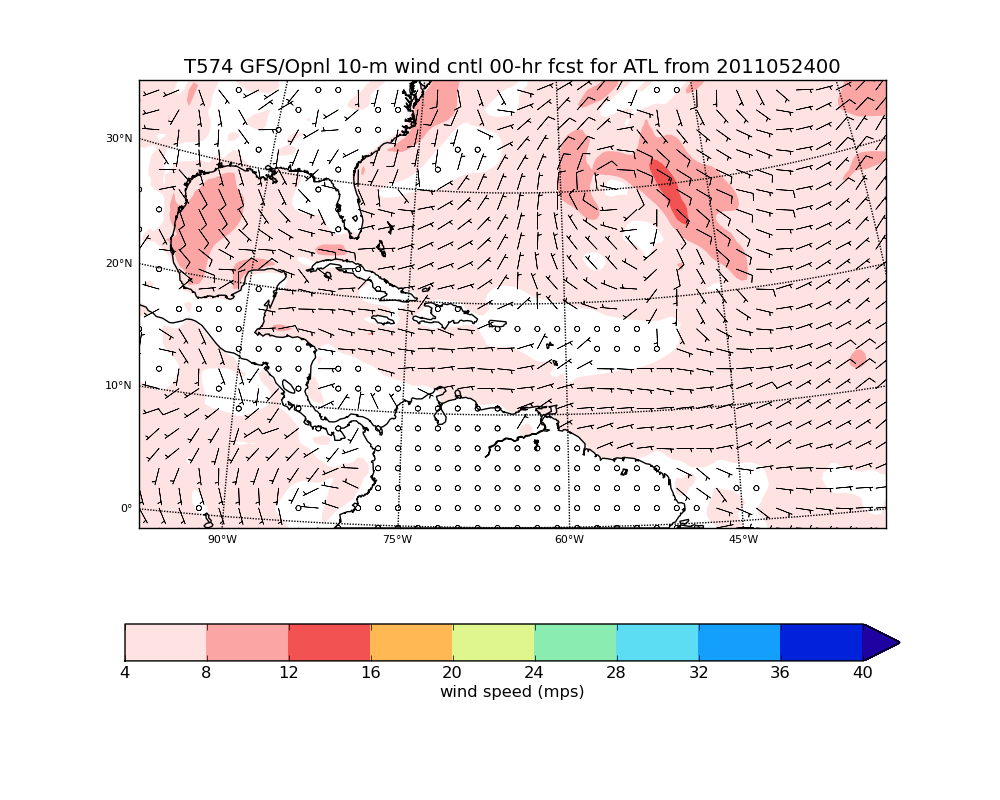 T574 GFS/Opnl 10-m wind cntl 00-hr fcst for ATL from 2011052400
30°N
20°N
10°N
0°
90°W 75°W 60°W 45°W
4 8 12 16 20 24 28 32 36 40
wind speed (mps)